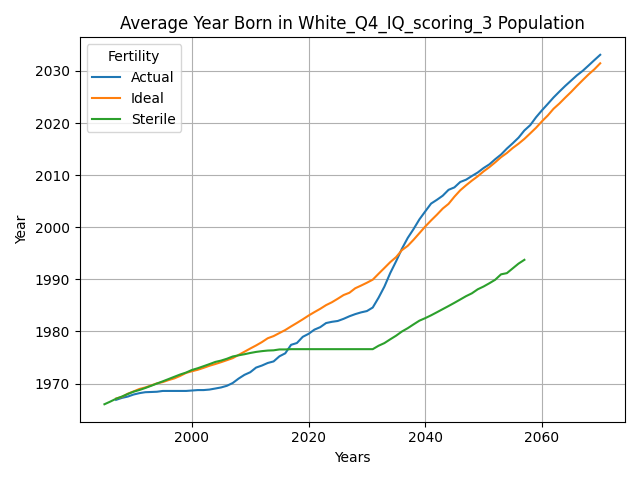 Average Year Born in White_Q4_IQ_scoring_3 Population
Fertility
Actual
Ideal
Sterile
Year
2030
2020
2010
2000
1990
1980
1970
2000
2020
2040
2060
Years